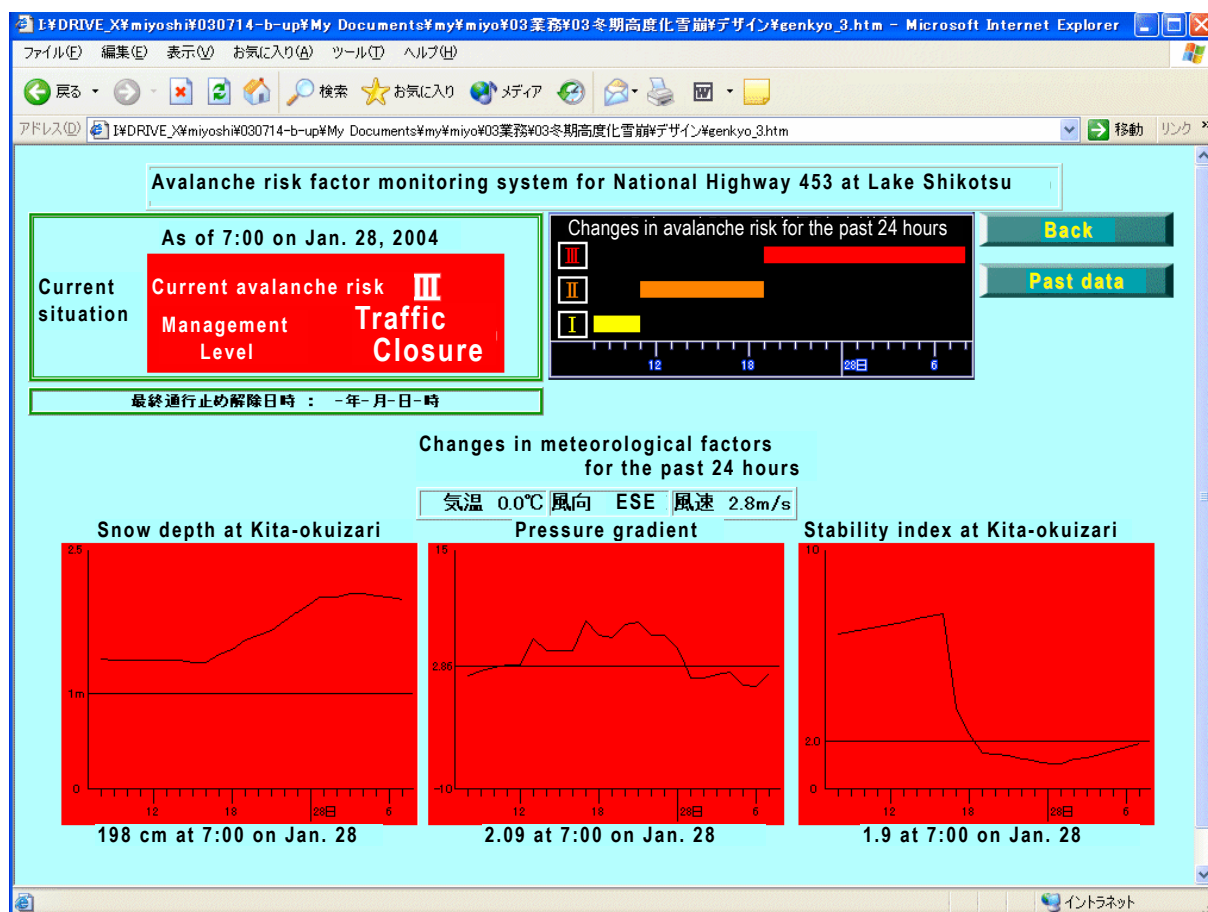 I:¥DRIVE_X¥miyoshi¥030714-b-up¥My Documents¥my¥miyo¥03業務¥03冬期高度化雪崩¥デザイン¥genkyo_3.htm - Microsoft Internet Explorer
ファイル(F) 編集(E) 表示(V) お気に入り(A) ツール(T) ヘルプ(H)
戻る 検索 お気に入り メディア
アドレス(D) I:¥DRIVE_X¥miyoshi¥030714-b-up¥My Documents¥my¥miyo¥03業務¥03冬期高度化雪崩¥デザイン¥genkyo_3.htm 移動 リンク »
Avalanche risk factor monitoring system for National Highway 453 at Lake Shikotsu
As of 7:00 on Jan. 28, 2004
Current situation
Current avalanche risk Ⅲ
Management Level
Traffic Closure
Changes in avalanche risk for the past 24 hours
Ⅲ
Ⅱ
Ⅰ
12 18 28日 6
Back
Past data
最終通行止め解除日時 : -年-月-日-時
Changes in meteorological factors
for the past 24 hours
気温 0.0℃ 風向 ESE 風速 2.8m/s
Snow depth at Kita-okuizari
2.5
1m
0
12 18 28日 6
198 cm at 7:00 on Jan. 28
Pressure gradient
15
2.85
-10
12 18 28日 6
2.09 at 7:00 on Jan. 28
Stability index at Kita-okuizari
10
2.0
0
12 18 28日 6
1.9 at 7:00 on Jan. 28
イントラネット